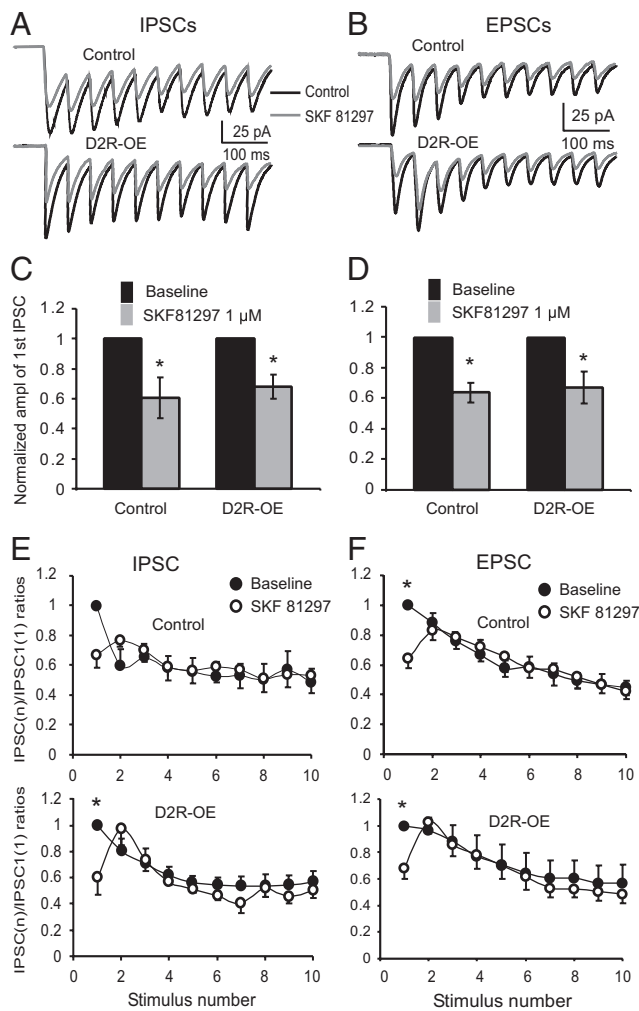 A IPSCs
Control
Control
SKF 81297
25 pA
100 ms
D2R-OE
B EPSCs
Control
25 pA
100 ms
D2R-OE
C
Baseline
SKF81297 1 µM
Normalized ampl of 1st IPSC
1.2
1
0.8
0.6
0.4
0.2
0
* *
Control D2R-OE
D
Baseline
SKF81297 1 µM
1.2
1
0.8
0.6
0.4
0.2
0
* *
Control D2R-OE
E IPSC
Baseline
SKF 81297
Control
IPSC(n)/IPSC1(1) ratios
1.2
1
0.8
0.6
0.4
0.2
0
0 2 4 6 8 10
D2R-OE
*
IPSC(n)/IPSC1(1) ratios
1.2
1
0.8
0.6
0.4
0.2
0
0 2 4 6 8 10
Stimulus number
F EPSC
*
Baseline
SKF 81297
Control
1.2
1
0.8
0.6
0.4
0.2
0
0 2 4 6 8 10
D2R-OE
*
1.2
1
0.8
0.6
0.4
0.2
0
0 2 4 6 8 10
Stimulus number